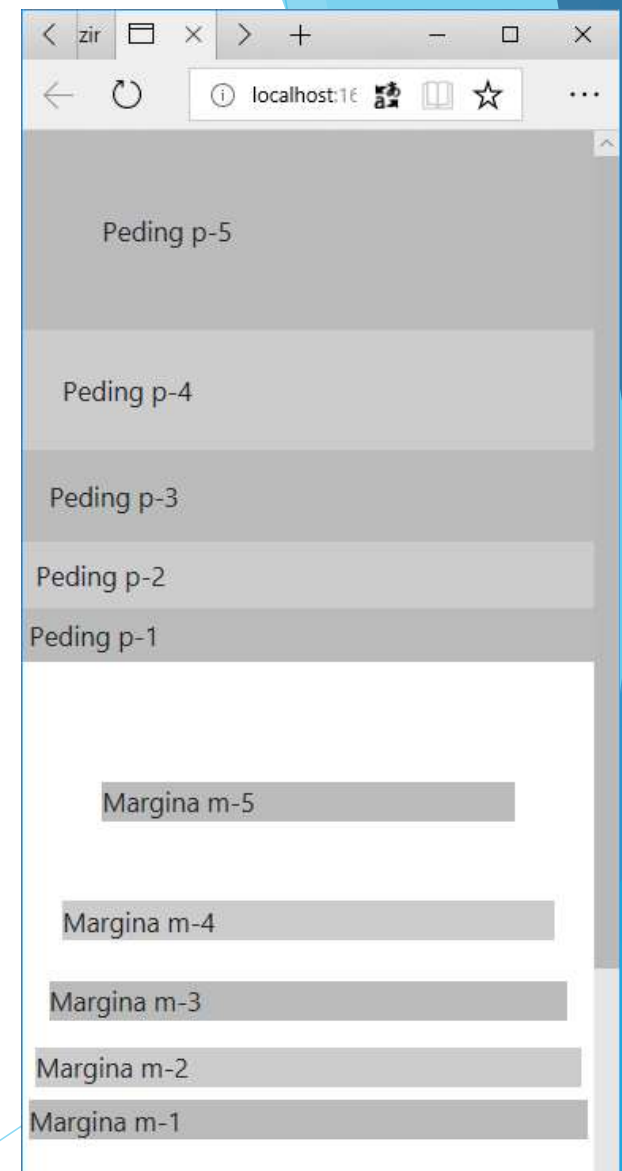 zir
localhost:16
Peding p-5
Peding p-4
Peding p-3
Peding p-2
Peding p-1
Margina m-5
Margina m-4
Margina m-3
Margina m-2
Margina m-1